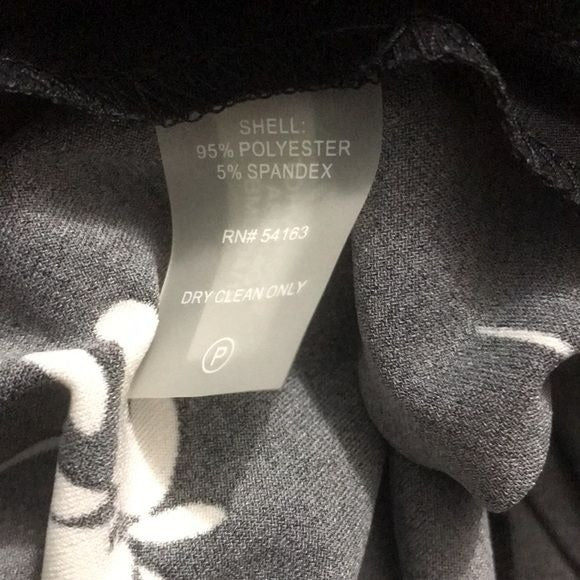 SHELL:
95% POLYESTER
5% SPANDEX
RN# 54163
DRY CLEAN ONLY
P